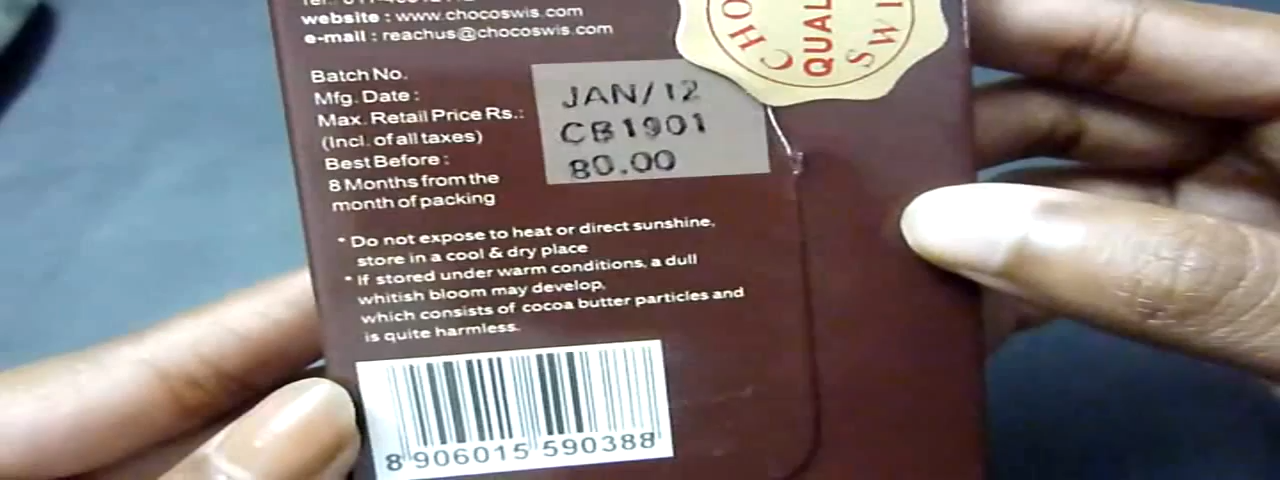 website : www.chocoswis.com
e-mail : reachus@chocoswis.com
Batch No.
Mfg. Date :
Max. Retail Price Rs.:
(Incl. of all taxes)
Best Before :
8 Months from the
month of packing
JAN/12
CB1901
80.00
CHO
QUAL
SWI
* Do not expose to heat or direct sunshine,
store in a cool & dry place
* If stored under warm conditions, a dull
whitish bloom may develop,
which consists of cocoa butter particles and
is quite harmless.
8 906015 590388